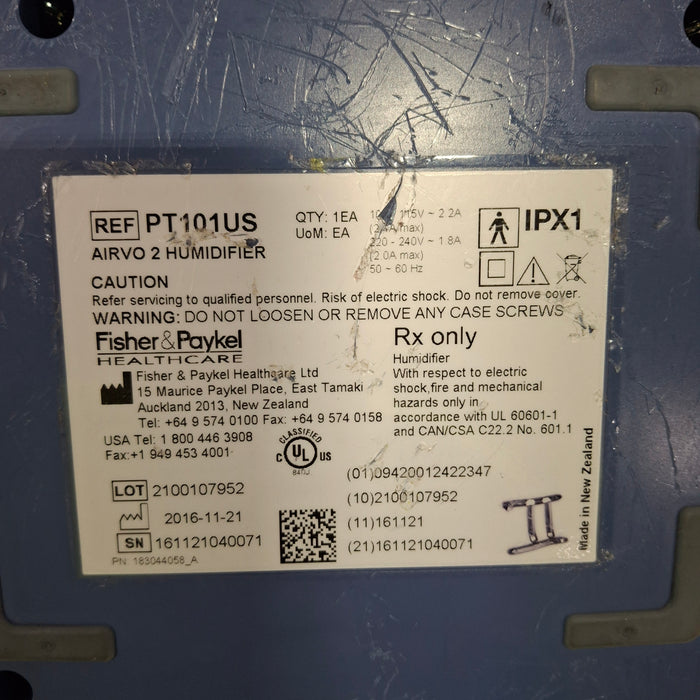 REF PT101US
AIRVO 2 HUMIDIFIER
QTY: 1EA
UoM: EA
115V ~ 2.2A
220 - 240V ~ 1.8A
(2.0A max)
50 ~ 60 Hz
IPX1
CAUTION
Refer servicing to qualified personnel. Risk of electric shock. Do not remove cover.
WARNING: DO NOT LOOSEN OR REMOVE ANY CASE SCREWS
Fisher&Paykel
HEALTHCARE
Fisher & Paykel Healthcare Ltd
15 Maurice Paykel Place, East Tamaki
Auckland 2013, New Zealand
Tel: +64 9 574 0100 Fax: +64 9 574 0158
USA Tel: 1 800 446 3908
Fax:+1 949 453 4001
Rx only
Humidifier
With respect to electric
shock,fire and mechanical
hazards only in
accordance with UL 60601-1
and CAN/CSA C22.2 No. 601.1
CLASSIFIED
C UL US
84DJ
LOT 2100107952
2016-11-21
SN 161121040071
PN: 183044058_A
(01)09420012422347
(10)2100107952
(11)161121
(21)161121040071
II
Made in New Zealand